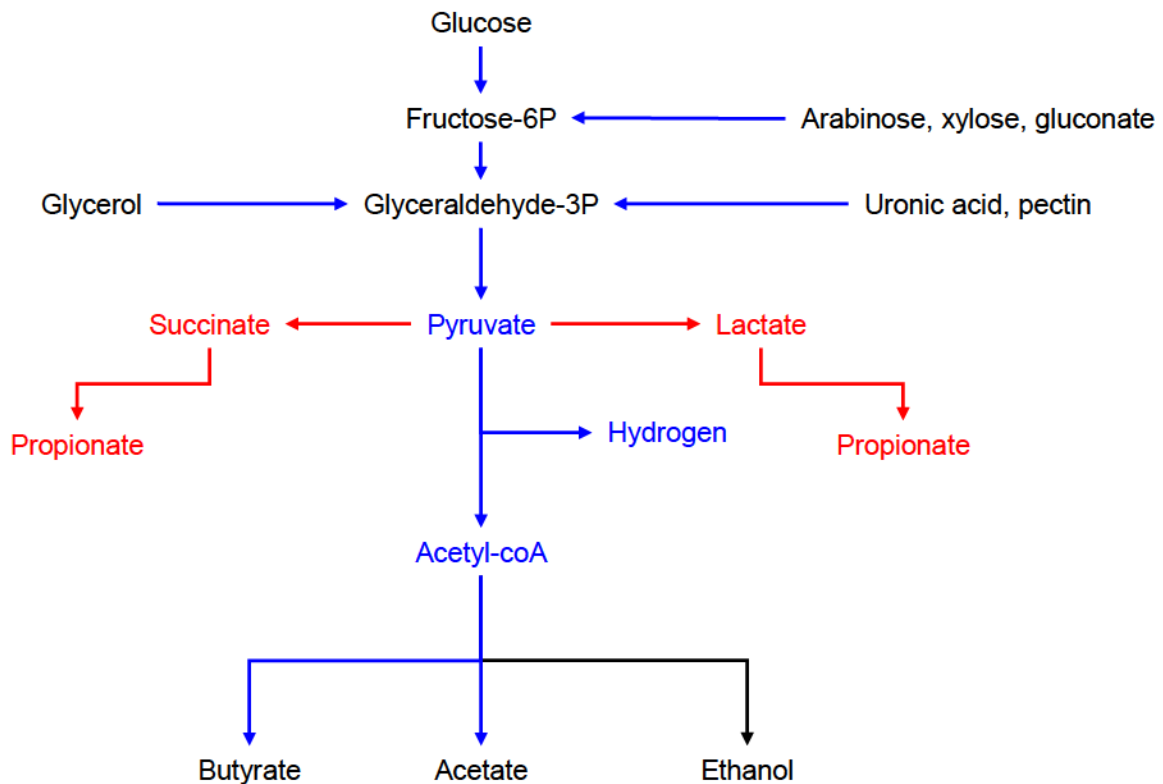 Glucose
Fructose-6P
Arabinose, xylose, gluconate
Glycerol
Glyceraldehyde-3P
Uronic acid, pectin
Succinate
Pyruvate
Lactate
Propionate
Hydrogen
Propionate
Acetyl-coA
Butyrate
Acetate
Ethanol